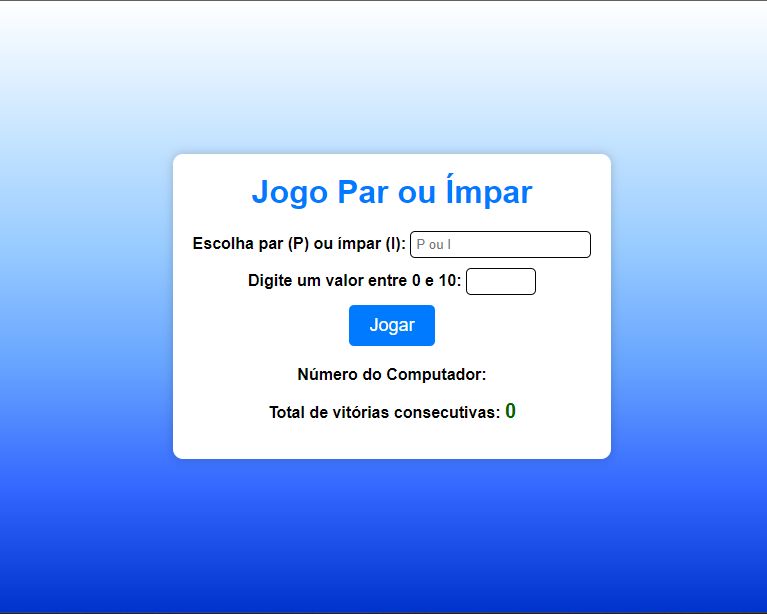 Jogo Par ou Ímpar
Escolha par (P) ou ímpar (I): P ou I
Digite um valor entre 0 e 10:
Jogar
Número do Computador:
Total de vitórias consecutivas: 0